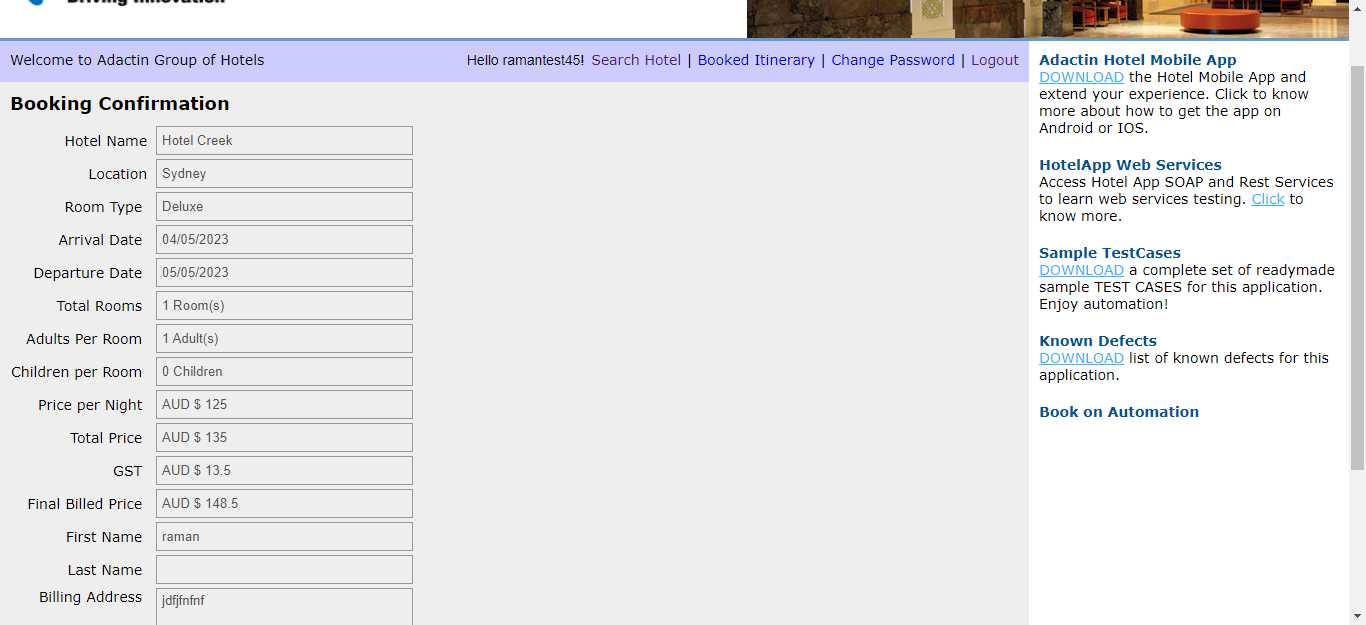 Driving Innovation
Welcome to Adactin Group of Hotels
Hello ramantest45! Search Hotel | Booked Itinerary | Change Password | Logout
Booking Confirmation
Hotel Name Hotel Creek
Location Sydney
Room Type Deluxe
Arrival Date 04/05/2023
Departure Date 05/05/2023
Total Rooms 1 Room(s)
Adults Per Room 1 Adult(s)
Children per Room 0 Children
Price per Night AUD $ 125
Total Price AUD $ 135
GST AUD $ 13.5
Final Billed Price AUD $ 148.5
First Name raman
Last Name
Billing Address jdfjfnfnf
Adactin Hotel Mobile App
DOWNLOAD the Hotel Mobile App and
extend your experience. Click to know
more about how to get the app on
Android or IOS.
HotelApp Web Services
Access Hotel App SOAP and Rest Services
to learn web services testing. Click to
know more.
Sample TestCases
DOWNLOAD a complete set of readymade
sample TEST CASES for this application.
Enjoy automation!
Known Defects
DOWNLOAD list of known defects for this
application.
Book on Automation